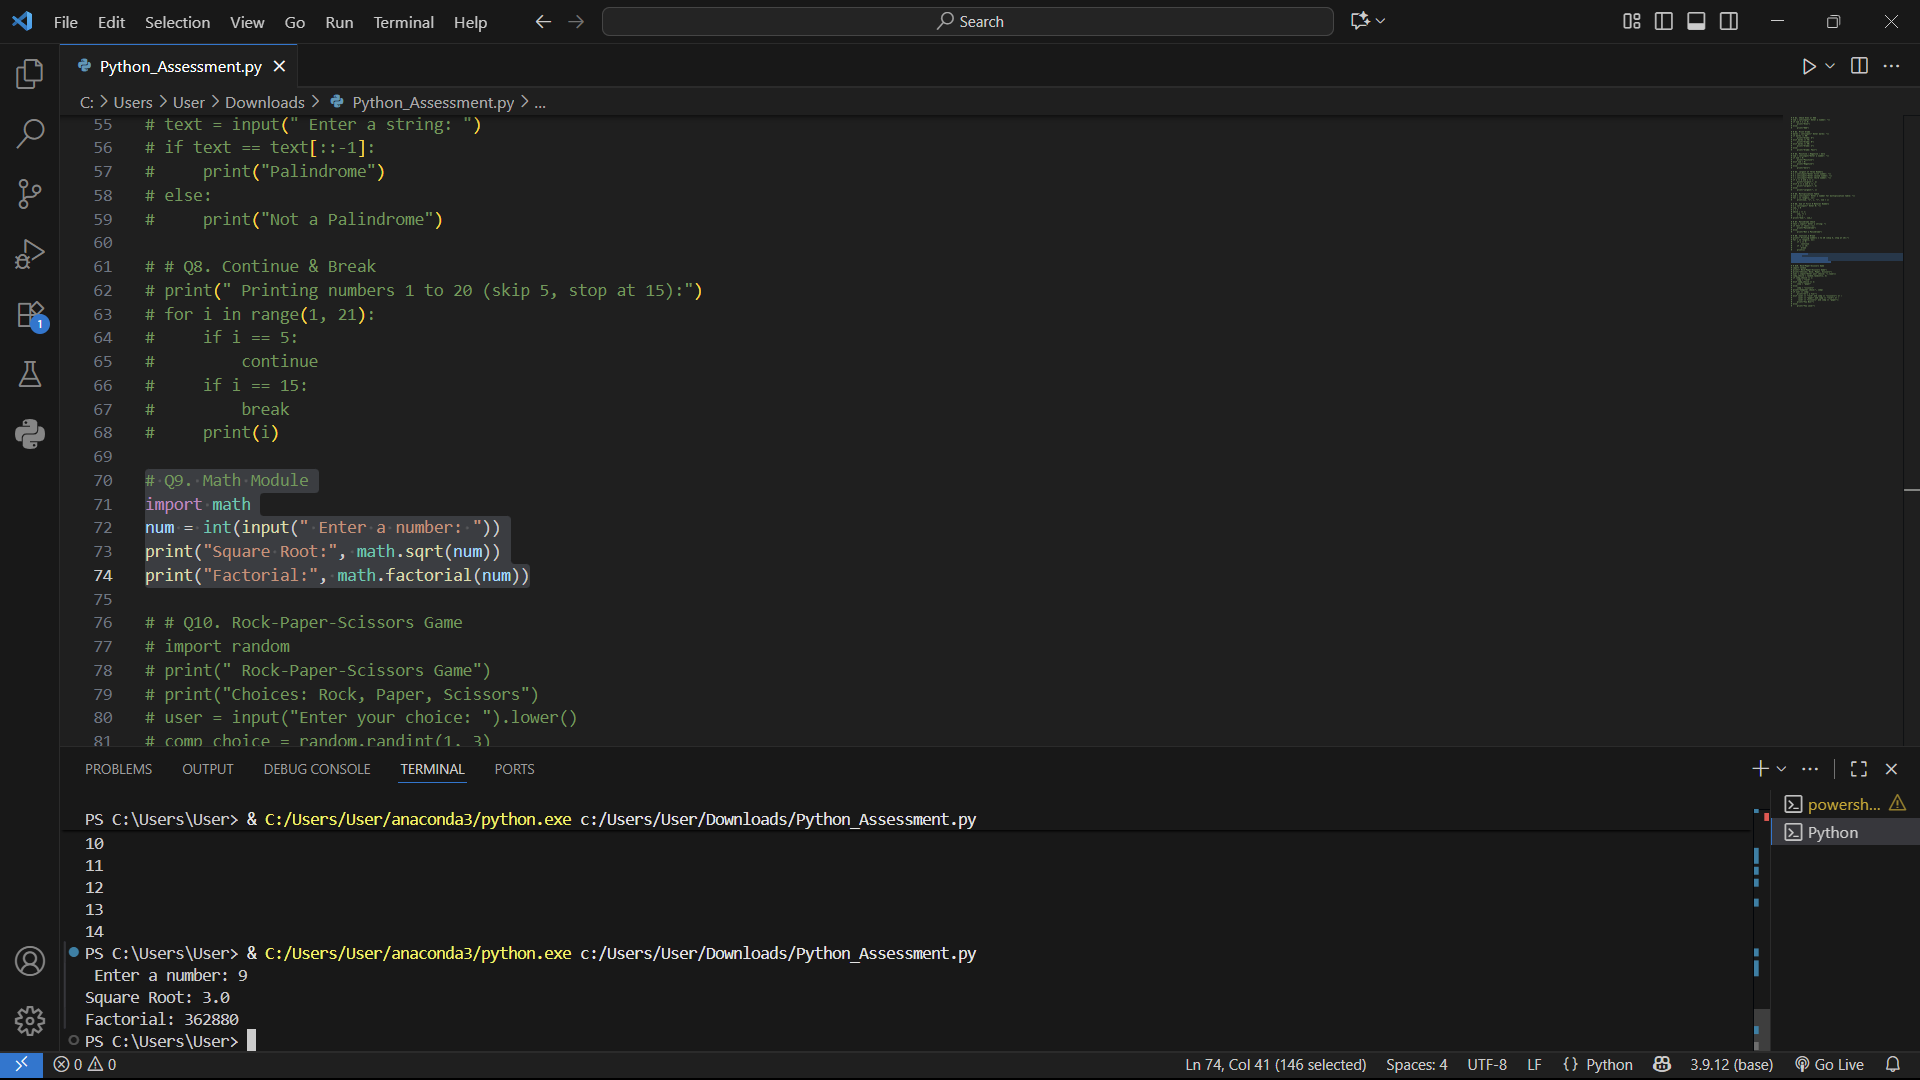 File Edit Selection View Go Run Terminal Help
Search
Python_Assessment.py
C: > Users > User > Downloads > Python_Assessment.py > ...
55 # text = input(" Enter a string: ")
56 # if text == text[::-1]:
57 #     print("Palindrome")
58 # else:
59 #     print("Not a Palindrome")
60
61 # # Q8. Continue & Break
62 # print(" Printing numbers 1 to 20 (skip 5, stop at 15):")
63 # for i in range(1, 21):
64 #     if i == 5:
65 #         continue
66 #     if i == 15:
67 #         break
68 #     print(i)
69
70 # Q9. Math Module
71 import math
72 num = int(input(" Enter a number: "))
73 print("Square Root:", math.sqrt(num))
74 print("Factorial:", math.factorial(num))
75
76 # # Q10. Rock-Paper-Scissors Game
77 # import random
78 # print(" Rock-Paper-Scissors Game")
79 # print("Choices: Rock, Paper, Scissors")
80 # user = input("Enter your choice: ").lower()
81 # comp_choice = random.randint(1, 3)
1
PROBLEMS OUTPUT DEBUG CONSOLE TERMINAL PORTS
PS C:\Users\User> & C:/Users/User/anaconda3/python.exe c:/Users/User/Downloads/Python_Assessment.py
10
11
12
13
14
PS C:\Users\User> & C:/Users/User/anaconda3/python.exe c:/Users/User/Downloads/Python_Assessment.py
Enter a number: 9
Square Root: 3.0
Factorial: 362880
PS C:\Users\User>
powersh...
Python
0 0 Ln 74, Col 41 (146 selected) Spaces: 4 UTF-8 LF {} Python 3.9.12 (base) Go Live